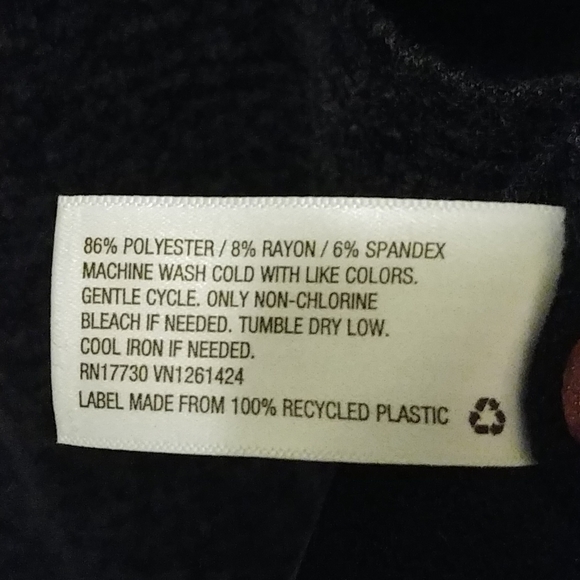 86% POLYESTER / 8% RAYON / 6% SPANDEX
MACHINE WASH COLD WITH LIKE COLORS.
GENTLE CYCLE. ONLY NON-CHLORINE
BLEACH IF NEEDED. TUMBLE DRY LOW.
COOL IRON IF NEEDED.
RN17730 VN1261424
LABEL MADE FROM 100% RECYCLED PLASTIC